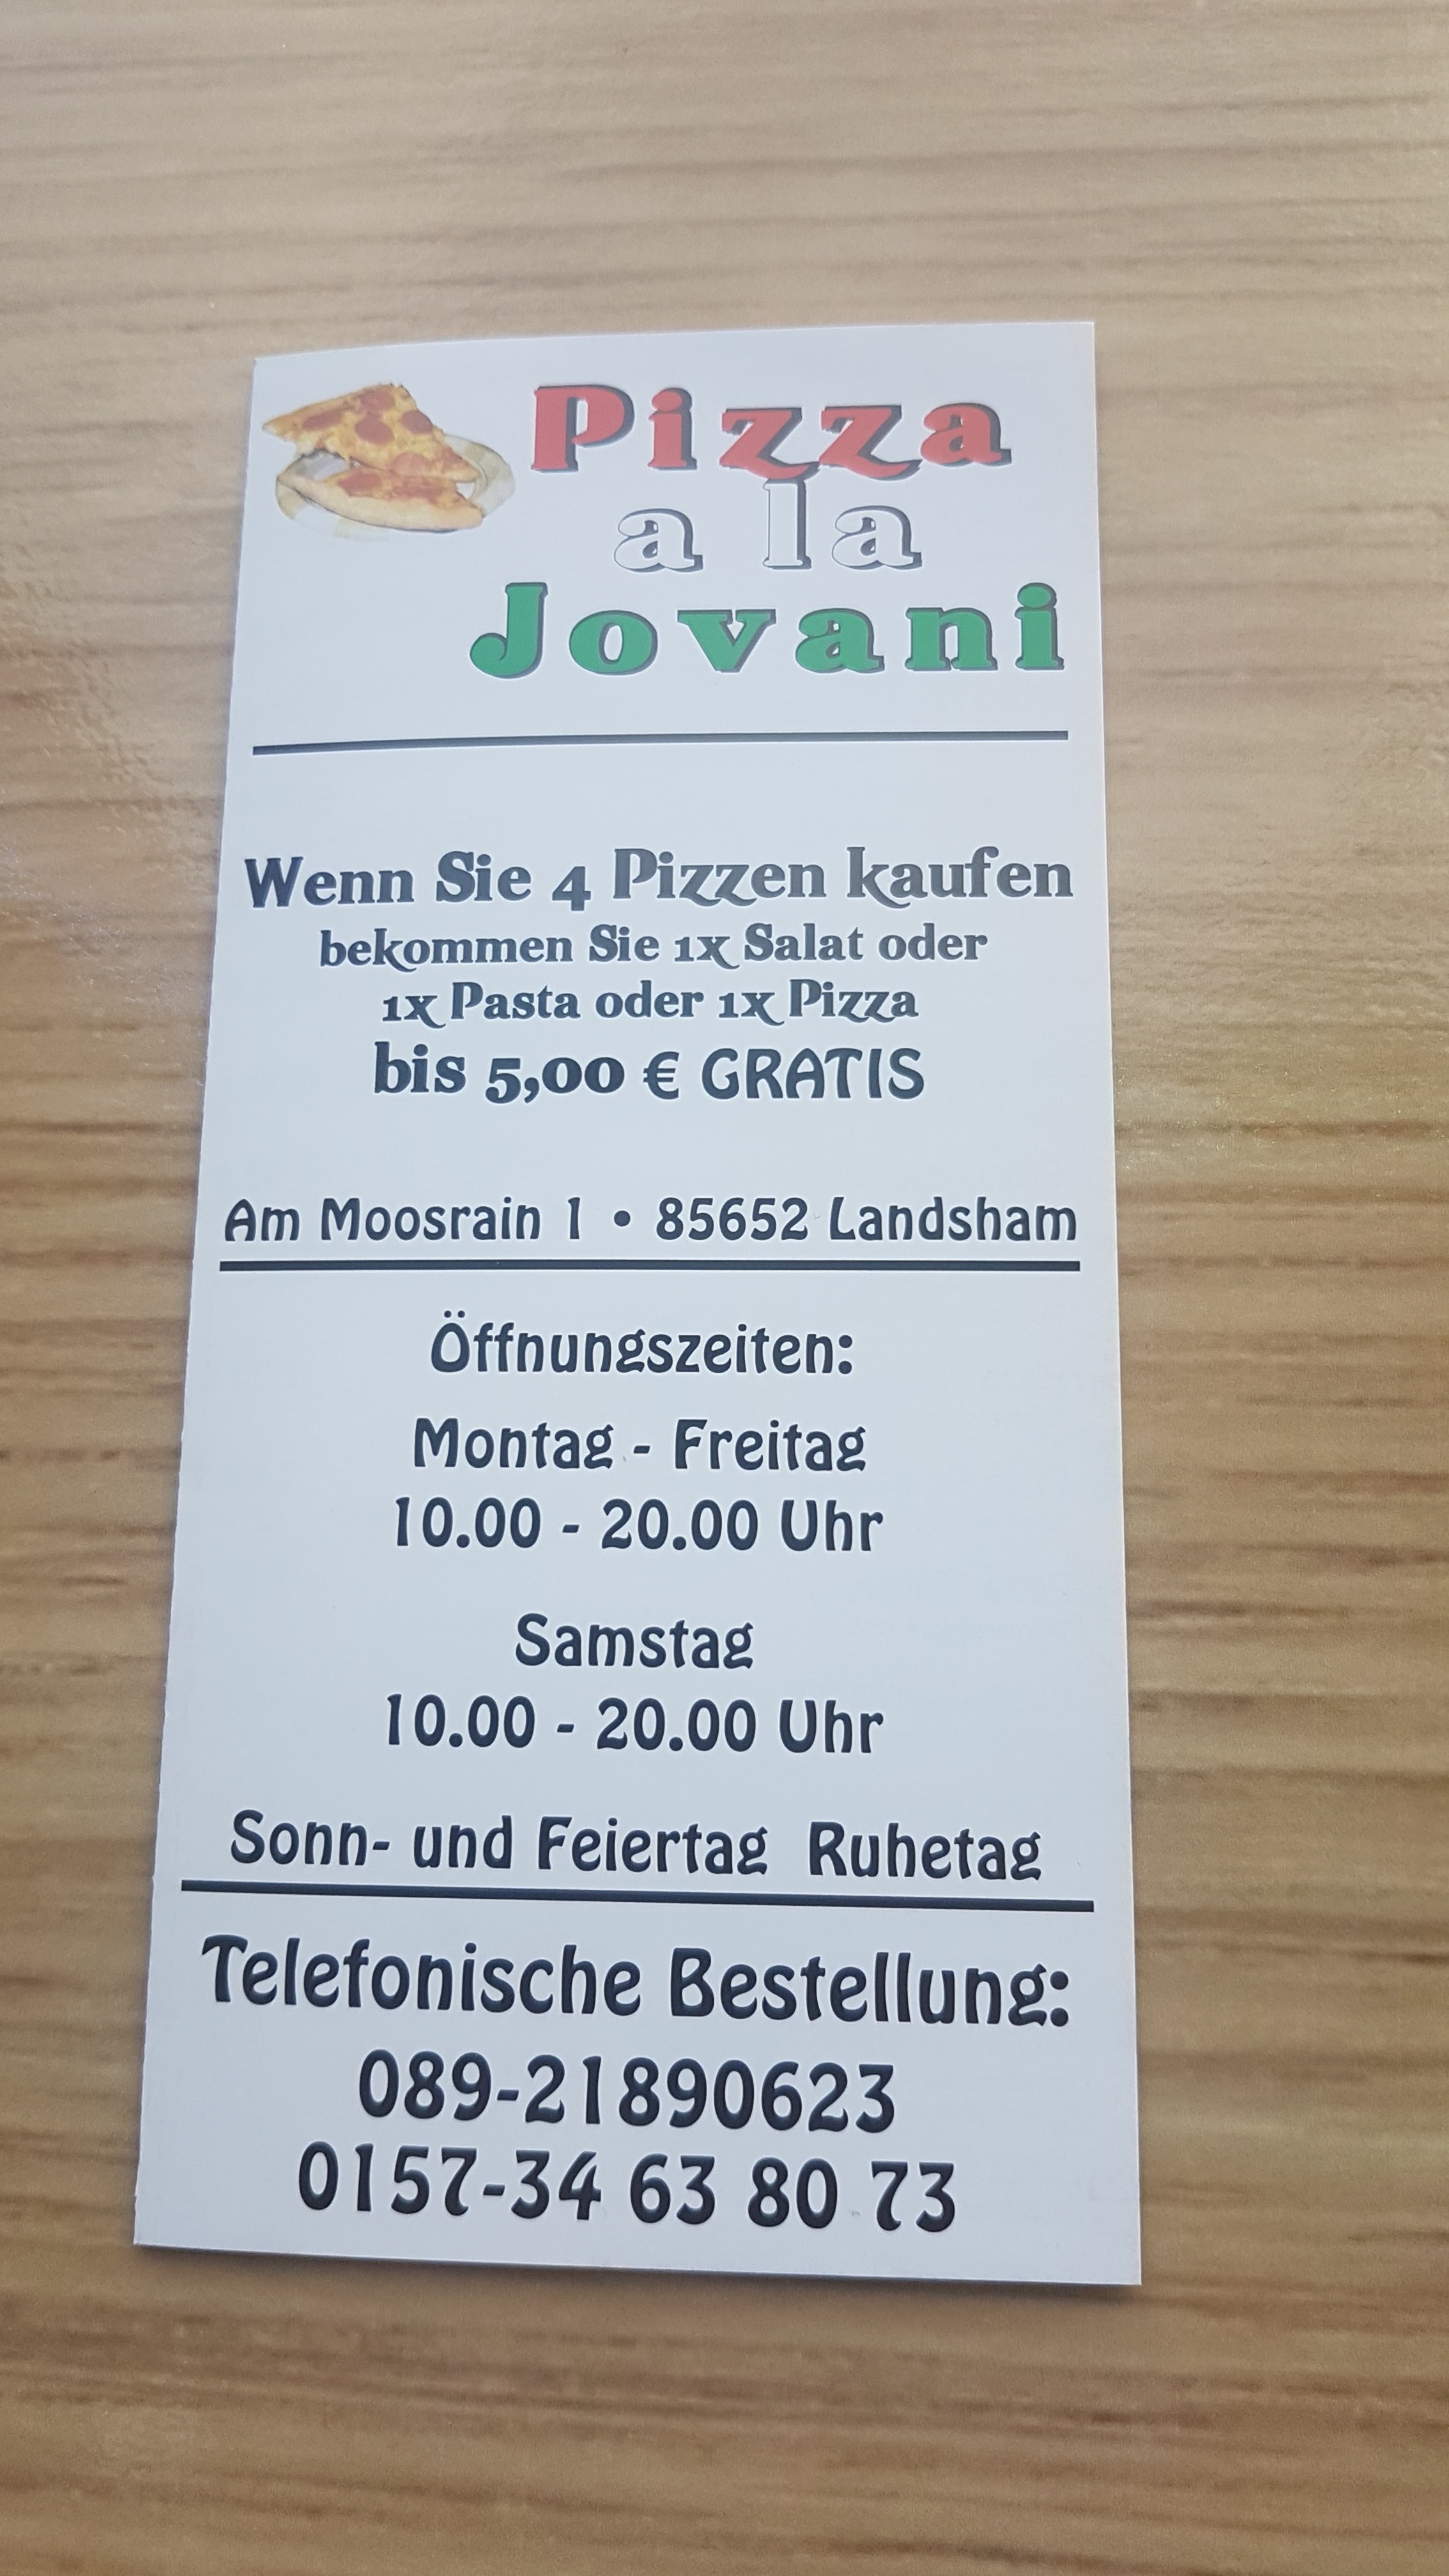 Pizza
a la
Jovani
Wenn Sie 4 Pizzen kaufen
bekommen Sie 1x Salat oder
1x Pasta oder 1x Pizza
bis 5,00 € GRATIS
Am Moosrain 1 • 85652 Landsham
Öffnungszeiten:
Montag - Freitag
10.00 - 20.00 Uhr
Samstag
10.00 - 20.00 Uhr
Sonn- und Feiertag Ruhetag
Telefonische Bestellung:
089-21890623
0157-34 63 80 73